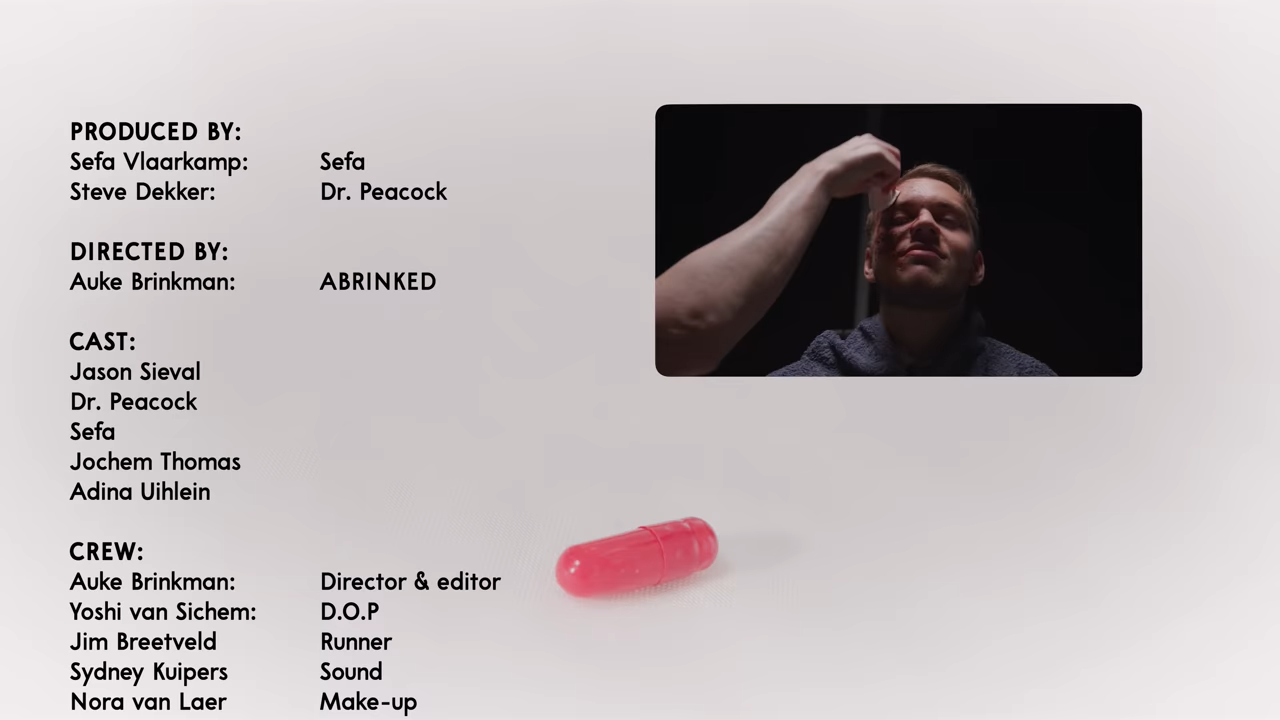 PRODUCED BY:
Sefa Vlaarkamp: Sefa
Steve Dekker: Dr. Peacock
DIRECTED BY:
Auke Brinkman: ABRINKED
CAST:
Jason Sieval
Dr. Peacock
Sefa
Jochem Thomas
Adina Uihlein
CREW:
Auke Brinkman: Director & editor
Yoshi van Sichem: D.O.P
Jim Breetveld Runner
Sydney Kuipers Sound
Nora van Laer Make-up